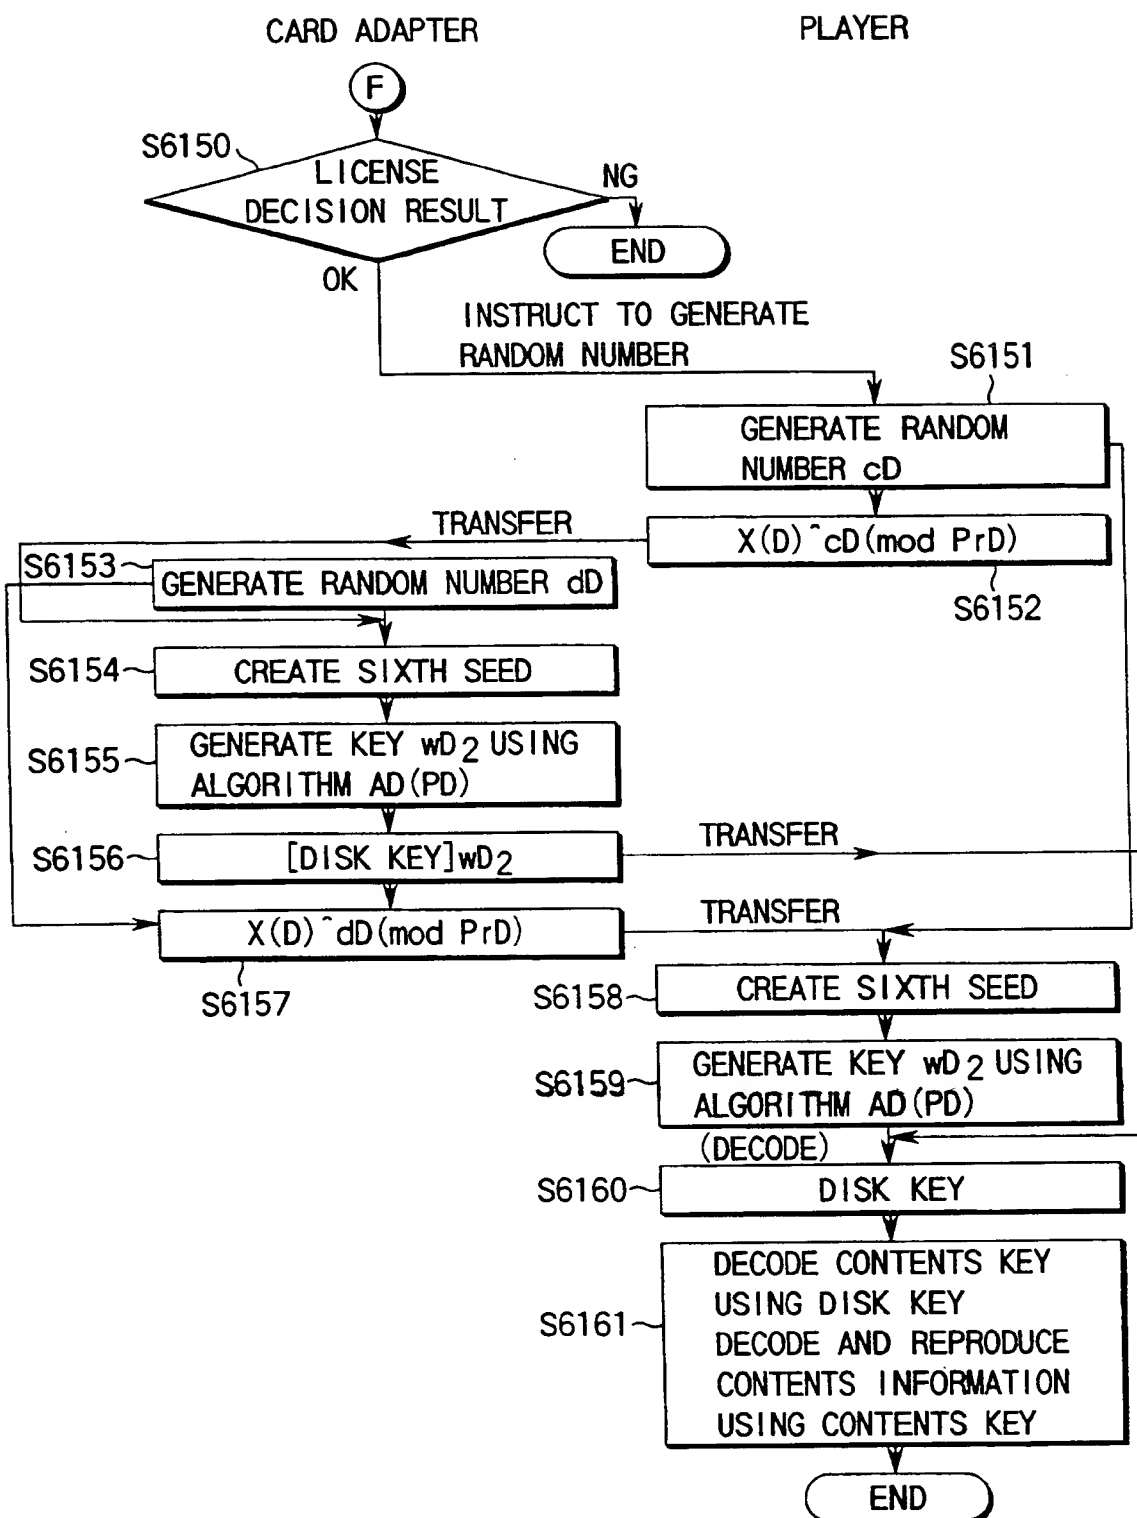 CARD ADAPTER
PLAYER
F
S6150
LICENSE
DECISION RESULT
NG
END
OK
INSTRUCT TO GENERATE
RANDOM NUMBER
S6151
GENERATE RANDOM
NUMBER cD
TRANSFER
X(D)^cD(mod PrD)
S6152
S6153
GENERATE RANDOM NUMBER dD
S6154
CREATE SIXTH SEED
S6155
GENERATE KEY wD2 USING
ALGORITHM AD(PD)
S6156
[DISK KEY]wD2
TRANSFER
X(D)^dD(mod PrD)
TRANSFER
S6157
S6158
CREATE SIXTH SEED
S6159
GENERATE KEY wD2 USING
ALGORITHM AD(PD)
(DECODE)
S6160
DISK KEY
S6161
DECODE CONTENTS KEY
USING DISK KEY
DECODE AND REPRODUCE
CONTENTS INFORMATION
USING CONTENTS KEY
END